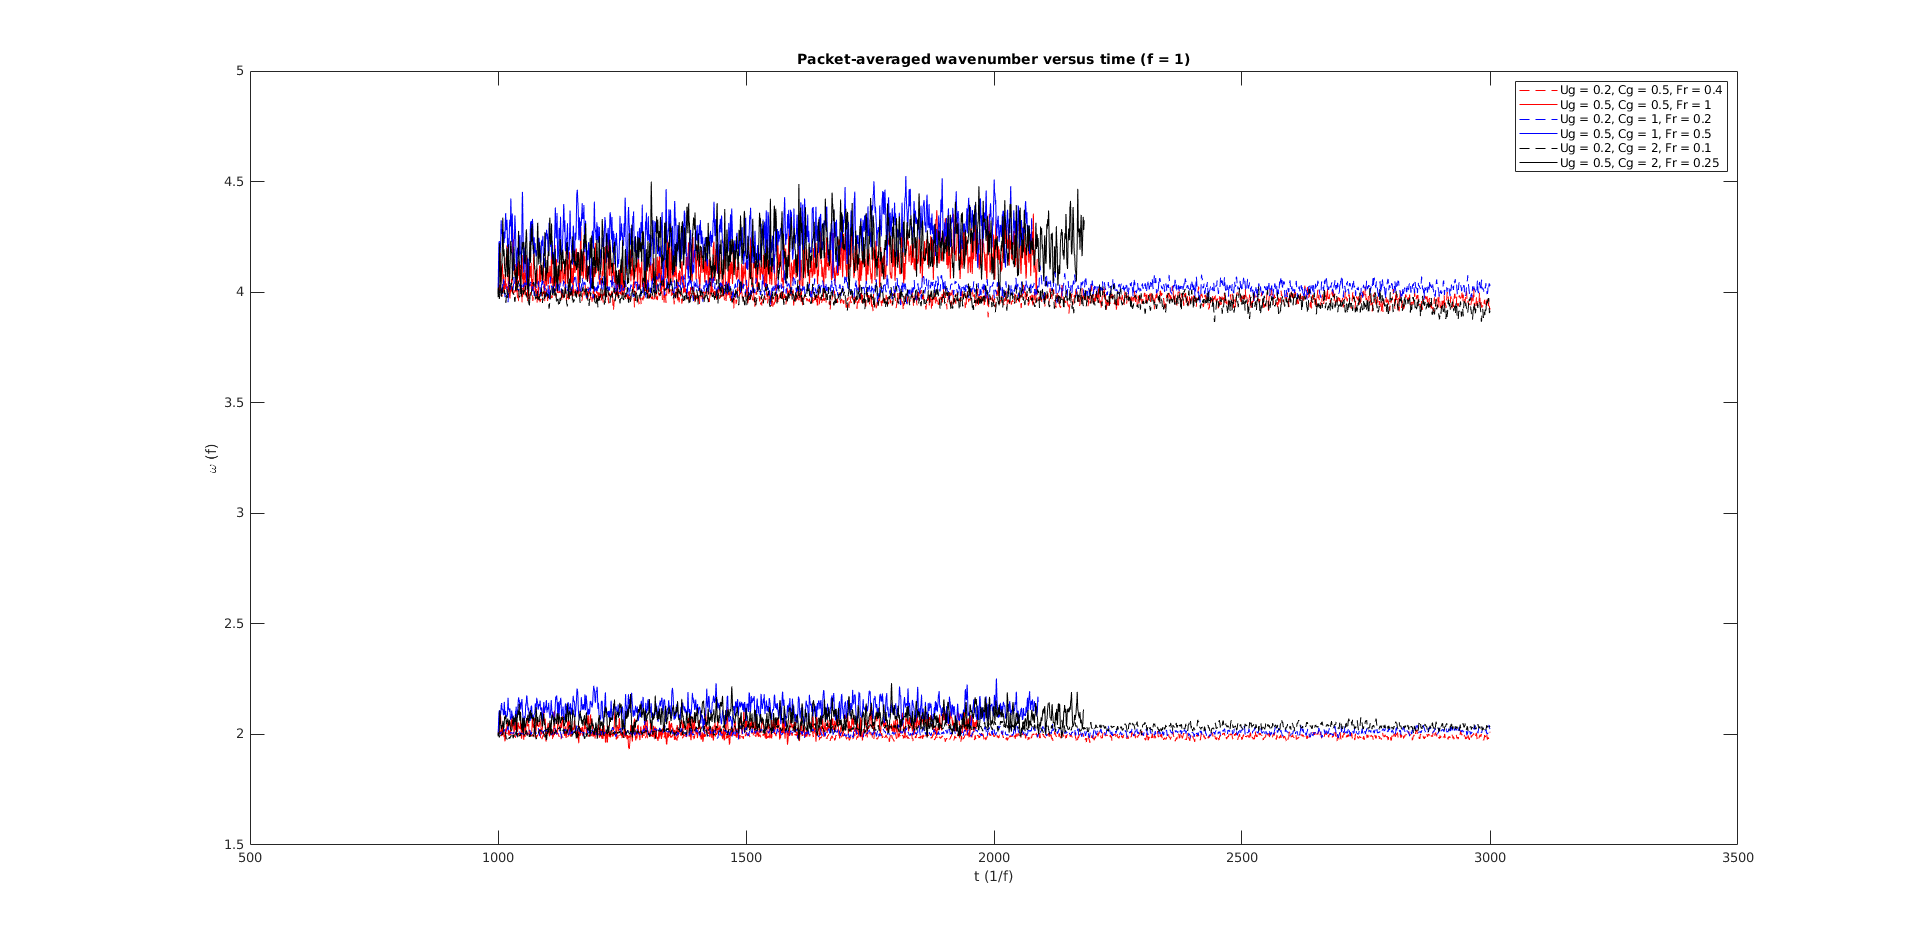 Packet-averaged wavenumber versus time (f = 1)
5
4.5
4
3.5
3
2.5
2
1.5
ω (f)
500 1000 1500 2000 2500 3000 3500
t (1/f)
Ug = 0.2, Cg = 0.5, Fr = 0.4
Ug = 0.5, Cg = 0.5, Fr = 1
Ug = 0.2, Cg = 1, Fr = 0.2
Ug = 0.5, Cg = 1, Fr = 0.5
Ug = 0.2, Cg = 2, Fr = 0.1
Ug = 0.5, Cg = 2, Fr = 0.25